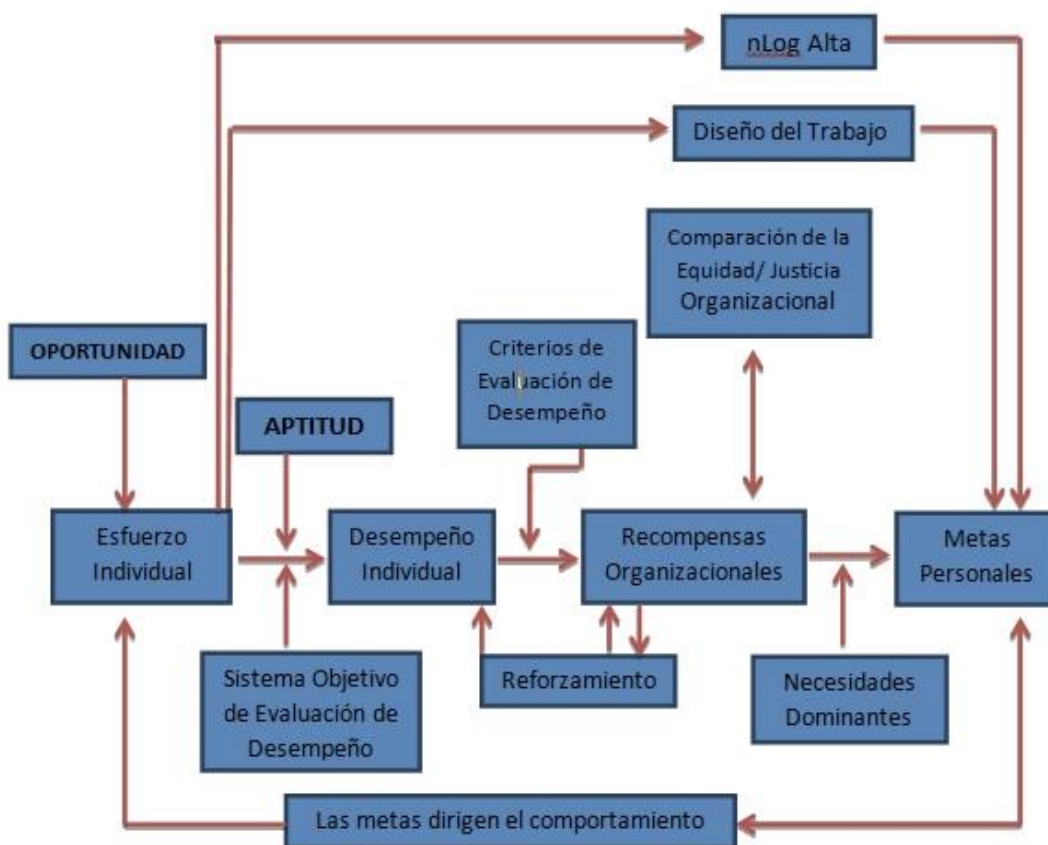 nLog Alta
Diseño del Trabajo
Comparación de la
Equidad/ Justicia
Organizacional
OPORTUNIDAD
Criterios de
Evaluación de
Desempeño
APTITUD
Esfuerzo
Individual
Desempeño
Individual
Recompensas
Organizacionales
Metas
Personales
Sistema Objetivo
de Evaluación de
Desempeño
Reforzamiento
Necesidades
Dominantes
Las metas dirigen el comportamiento